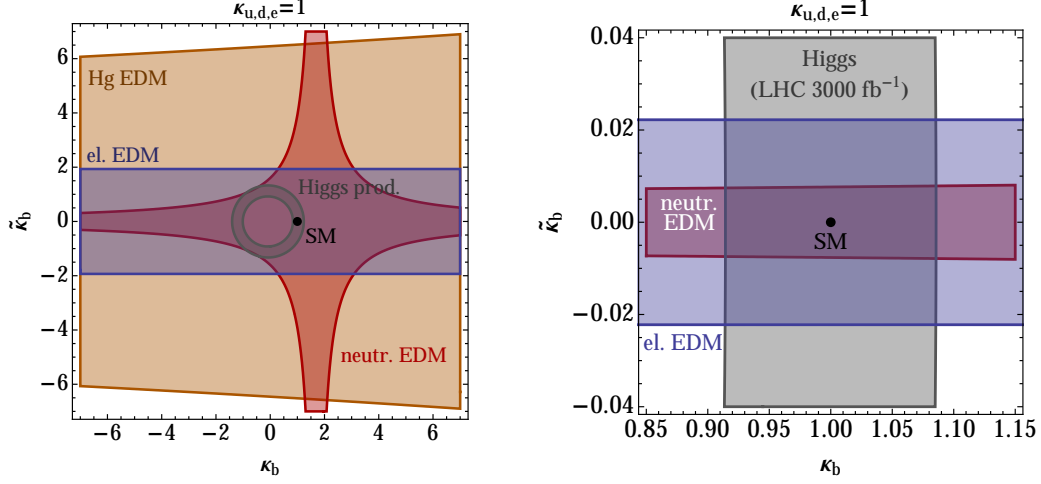 κu,d,e=1
6
4
2
0
−2
−4
−6
κ̃b
Hg EDM
el. EDM
Higgs prod.
SM
neutr. EDM
−6 −4 −2 0 2 4 6
κb
κu,d,e=1
0.04
0.02
0.00
−0.02
−0.04
κ̃b
Higgs
(LHC 3000 fb⁻¹)
neutr.
EDM
SM
el. EDM
0.85 0.90 0.95 1.00 1.05 1.10 1.15
κb